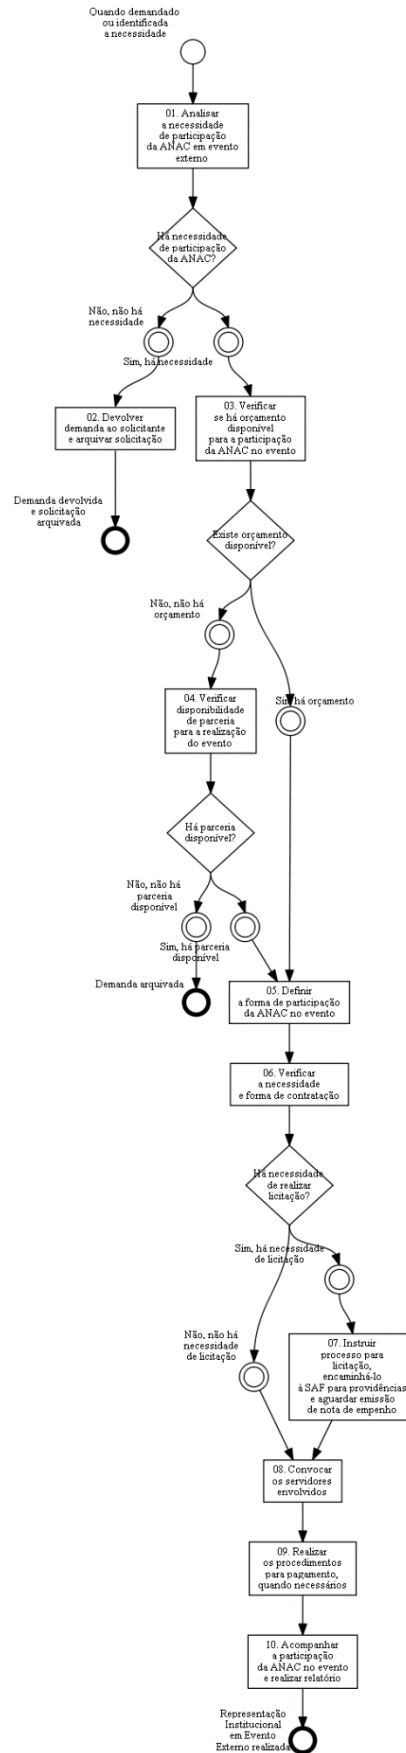 Quando demandado
ou identificada
a necessidade
01. Analisar
a necessidade
de participação
da ANAC em evento
externo
Há necessidade
de participação
da ANAC?
Não, não há
necessidade
Sim, há necessidade
02. Devolver
demanda ao solicitante
e arquivar solicitação
03. Verificar
se há orçamento
disponível
para a participação
da ANAC no evento
Demanda devolvida
e solicitação
arquivada
Existe orçamento
disponível?
Não, não há
orçamento
Sim, há orçamento
04. Verificar
disponibilidade
de parceria
para a realização
do evento
Há parceria
disponível?
Não, não há
parceria
disponível
Sim, há parceria
disponível
Demanda arquivada
05. Definir
a forma de participação
da ANAC no evento
06. Verificar
a necessidade
e forma de contratação
Há necessidade
de realizar
licitação?
Sim, há necessidade
de licitação
Não, não há
necessidade
de licitação
07. Instruir
processo para
licitação,
encaminhá-lo
à SAF para providências
e aguardar emissão
de nota de empenho
08. Convocar
os servidores
envolvidos
09. Realizar
os procedimentos
para pagamento,
quando necessários
10. Acompanhar
a participação
da ANAC no evento
e realizar relatório
Representação
Institucional
em Evento
Externo realizada